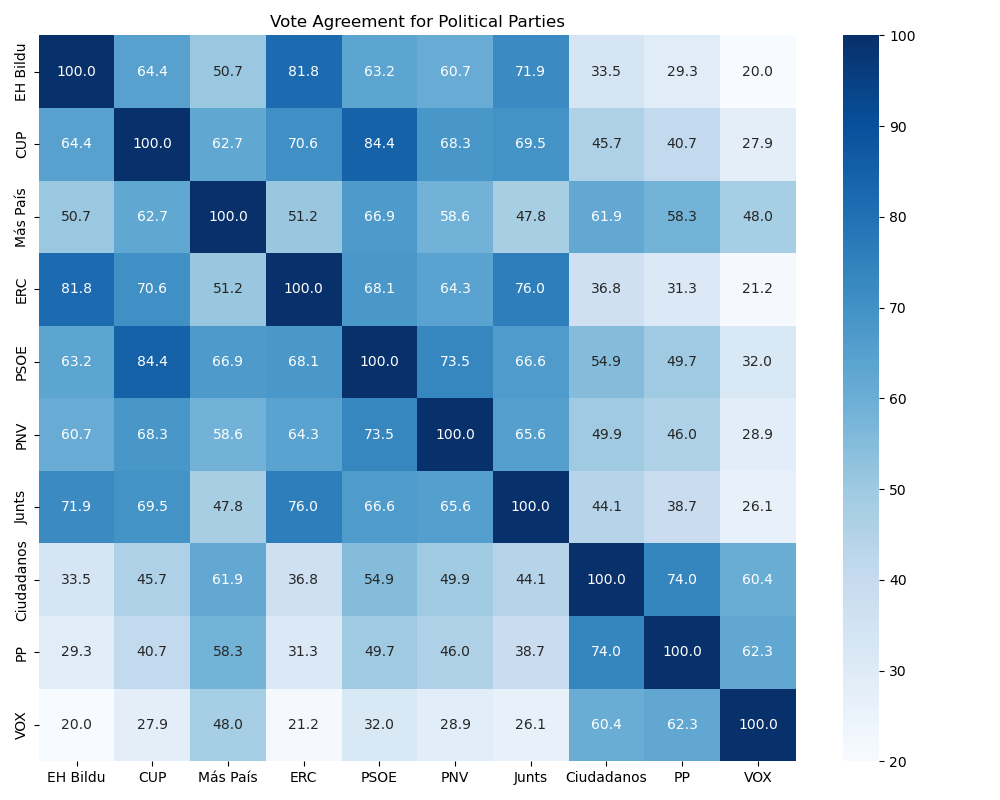 Vote Agreement for Political Parties
EH Bildu 100.0 64.4 50.7 81.8 63.2 60.7 71.9 33.5 29.3 20.0
CUP 64.4 100.0 62.7 70.6 84.4 68.3 69.5 45.7 40.7 27.9
Más País 50.7 62.7 100.0 51.2 66.9 58.6 47.8 61.9 58.3 48.0
ERC 81.8 70.6 51.2 100.0 68.1 64.3 76.0 36.8 31.3 21.2
PSOE 63.2 84.4 66.9 68.1 100.0 73.5 66.6 54.9 49.7 32.0
PNV 60.7 68.3 58.6 64.3 73.5 100.0 65.6 49.9 46.0 28.9
Junts 71.9 69.5 47.8 76.0 66.6 65.6 100.0 44.1 38.7 26.1
Ciudadanos 33.5 45.7 61.9 36.8 54.9 49.9 44.1 100.0 74.0 60.4
PP 29.3 40.7 58.3 31.3 49.7 46.0 38.7 74.0 100.0 62.3
VOX 20.0 27.9 48.0 21.2 32.0 28.9 26.1 60.4 62.3 100.0
EH Bildu CUP Más País ERC PSOE PNV Junts Ciudadanos PP VOX
100
90
80
70
60
50
40
30
20